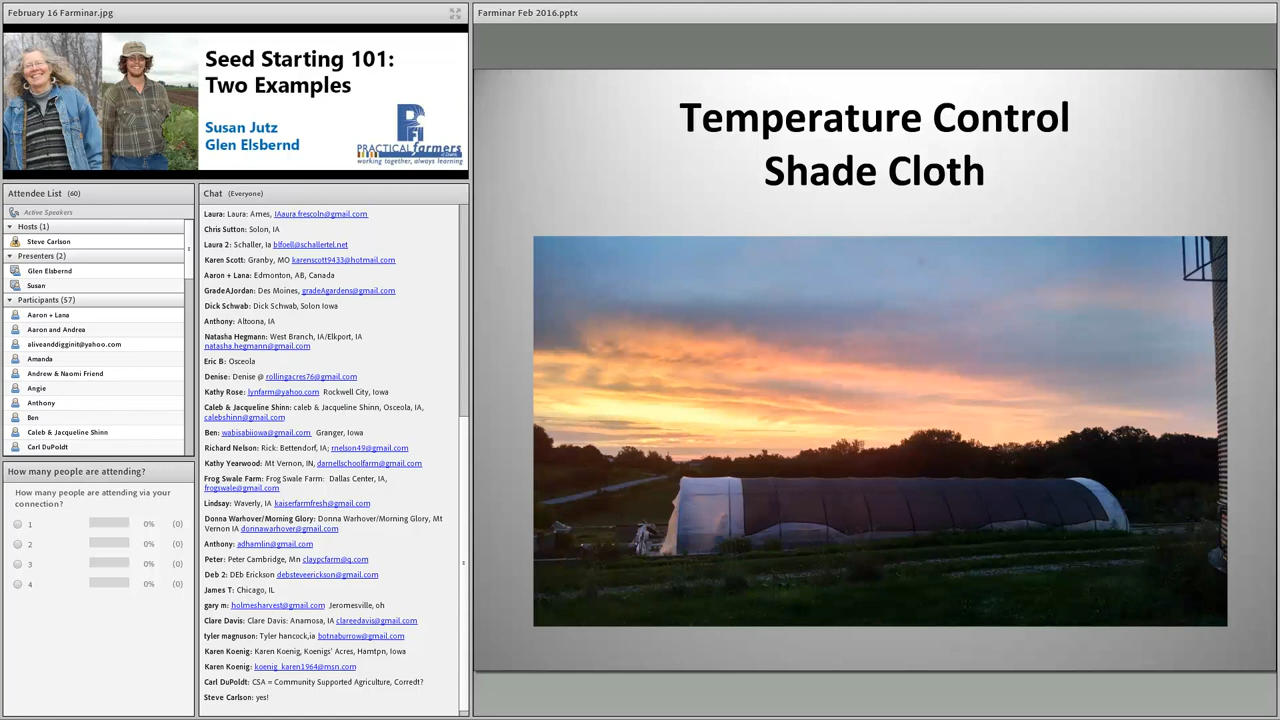 February 16 Farminar.jpg
Seed Starting 101:
Two Examples
Susan Jutz
Glen Elsbernd
PFI
PRACTICAL farmers
working together, always learning
Attendee List (60)
Active Speakers
Hosts (1)
Steve Carlson
Presenters (2)
Glen Elsbernd
Susan
Participants (57)
Aaron + Lana
Aaron and Andrea
aliveanddigginit@yahoo.com
Amanda
Andrew & Naomi Friend
Angie
Anthony
Ben
Caleb & Jacqueline Shinn
Carl DuPoldt
How many people are attending?
How many people are attending via your
connection?
1 0% (0)
2 0% (0)
3 0% (0)
4 0% (0)
Chat (Everyone)
Laura: Laura: Ames, IAaura.frescoln@gmail.com
Chris Sutton: Solon, IA
Laura 2: Schaller, Ia blfoell@schallertel.net
Karen Scott: Granby, MO karenscott9433@hotmail.com
Aaron + Lana: Edmonton, AB, Canada
GradeAJordan: Des Moines, gradeAgardens@gmail.com
Dick Schwab: Dick Schwab, Solon Iowa
Anthony: Altoona, IA
Natasha Hegmann: West Branch, IA/Elkport, IA
natasha.hegmann@gmail.com
Eric B: Osceola
Denise: Denise @ rollingacres76@gmail.com
Kathy Rose: lynfarm@yahoo.com Rockwell City, Iowa
Caleb & Jacqueline Shinn: caleb & Jacqueline Shinn, Osceola, IA,
calebshinn@gmail.com
Ben: wabisabiiowa@gmail.com Granger, Iowa
Richard Nelson: Rick: Bettendorf, IA; rnelson49@gmail.com
Kathy Yearwood: Mt Vernon, IN, darnellschoolfarm@gmail.com
Frog Swale Farm: Frog Swale Farm: Dallas Center, IA,
frogswale@gmail.com
Lindsay: Waverly, IA kaiserfarmfresh@gmail.com
Donna Warhover/Morning Glory: Donna Warhover/Morning Glory, Mt
Vernon IA donnawarhover@gmail.com
Anthony: adhamlin@gmail.com
Peter: Peter Cambridge, Mn claypcfarm@q.com
Deb 2: DEb Erickson debsteveerickson@gmail.com
James T: Chicago, IL
gary m: holmesharvest@gmail.com Jeromesville, oh
Clare Davis: Clare Davis: Anamosa, IA clareedavis@gmail.com
tyler magnuson: Tyler hancock,ia botnaburrow@gmail.com
Karen Koenig: Karen Koenig, Koenigs' Acres, Hamtpn, Iowa
Karen Koenig: koenig_karen1964@msn.com
Carl DuPoldt: CSA = Community Supported Agriculture, Corredt?
Steve Carlson: yes!
Farminar Feb 2016.pptx
Temperature Control
Shade Cloth